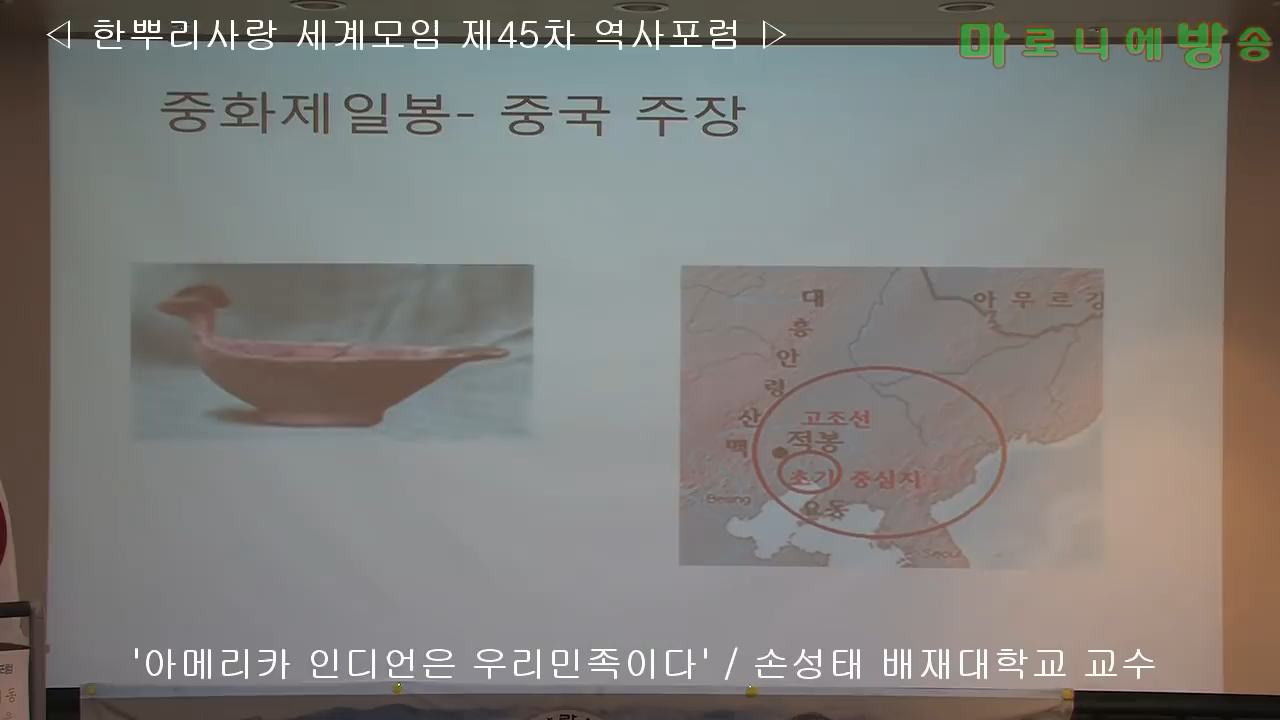 ◁ 한뿌리사랑 세계모임 제45차 역사포럼 ▷
마로니에방송
중화제일봉- 중국 주장
대흥안령산맥
아무르강
고조선
적봉
초기 중심지
요동
Beijing
Seoul
'아메리카 인디언은 우리민족이다' / 손성태 배재대학교 교수